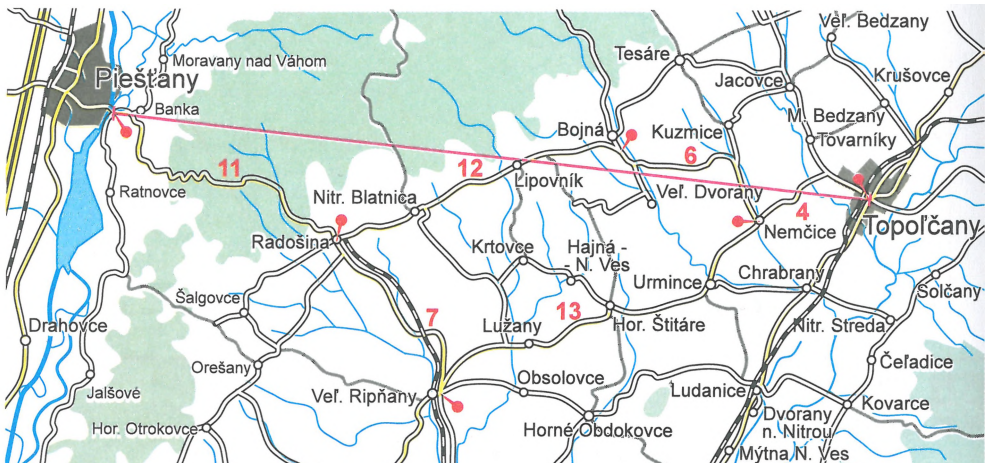 Veľ. Bedzany
Tesáre
Moravany nad Váhom
Piešťany
Jacovce
Krušovce
Banka
M. Bedzany
Bojná
Kuzmice
Tovarníky
6
11
12
Ratnovce
Lipovník
Veľ. Dvorany
Nitr. Blatnica
4
Nemčice
Topoľčany
Radošina
Krtovce
Hajná -
- N. Ves
Urmince
Chrabrany
Šalgovce
Solčany
7
13
Hor. Štitáre
Nitr. Streda
Drahovce
Lužany
Orešany
Čeľadice
Jalšové
Veľ. Ripňany
Obsolovce
Ludanice
Kovarce
Hor. Otrokovce
Horné Obdokovce
Dvorany
n. Nitrou
Mýtna N. Ves